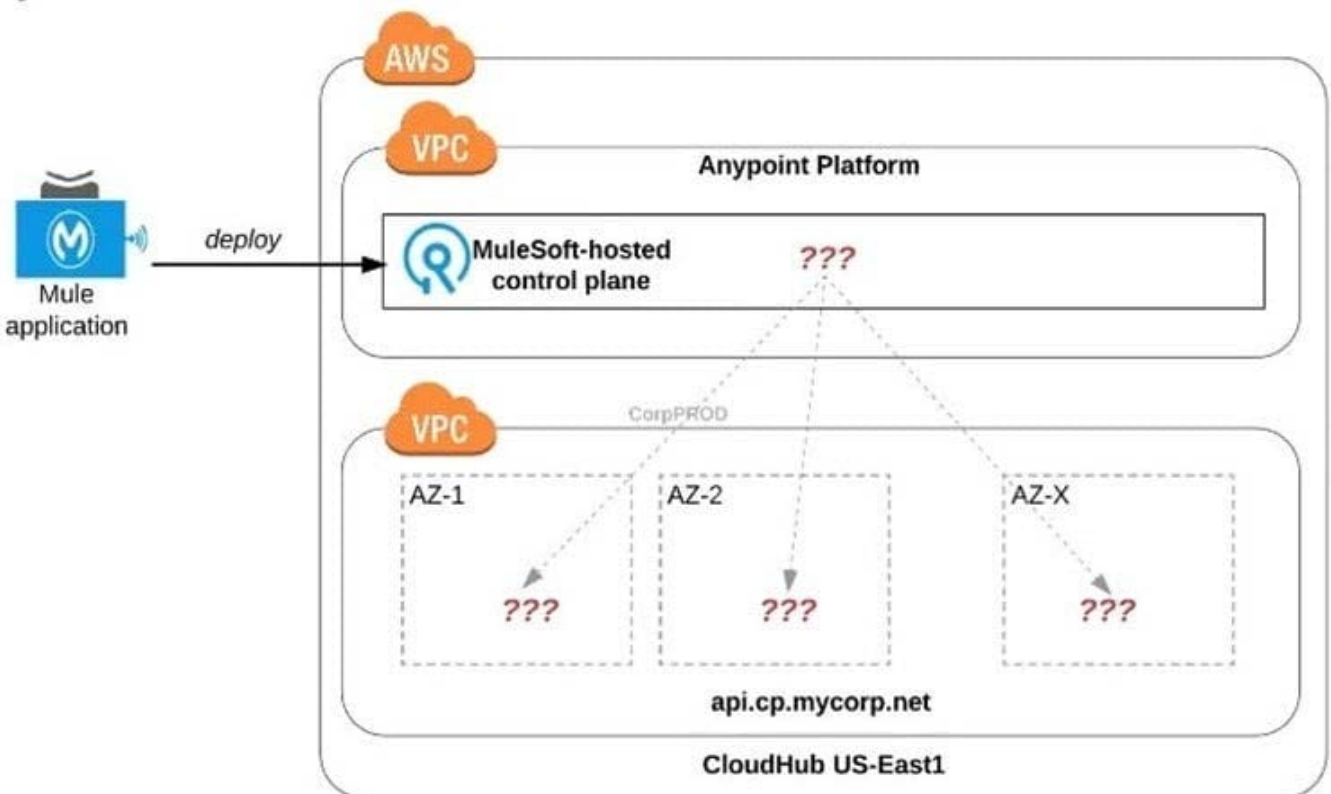 AWS
VPC
Anypoint Platform
deploy
MuleSoft-hosted
control plane
???
Mule
application
CorpPROD
VPC
AZ-1
AZ-2
AZ-X
???
???
???
api.cp.mycorp.net
CloudHub US-East1